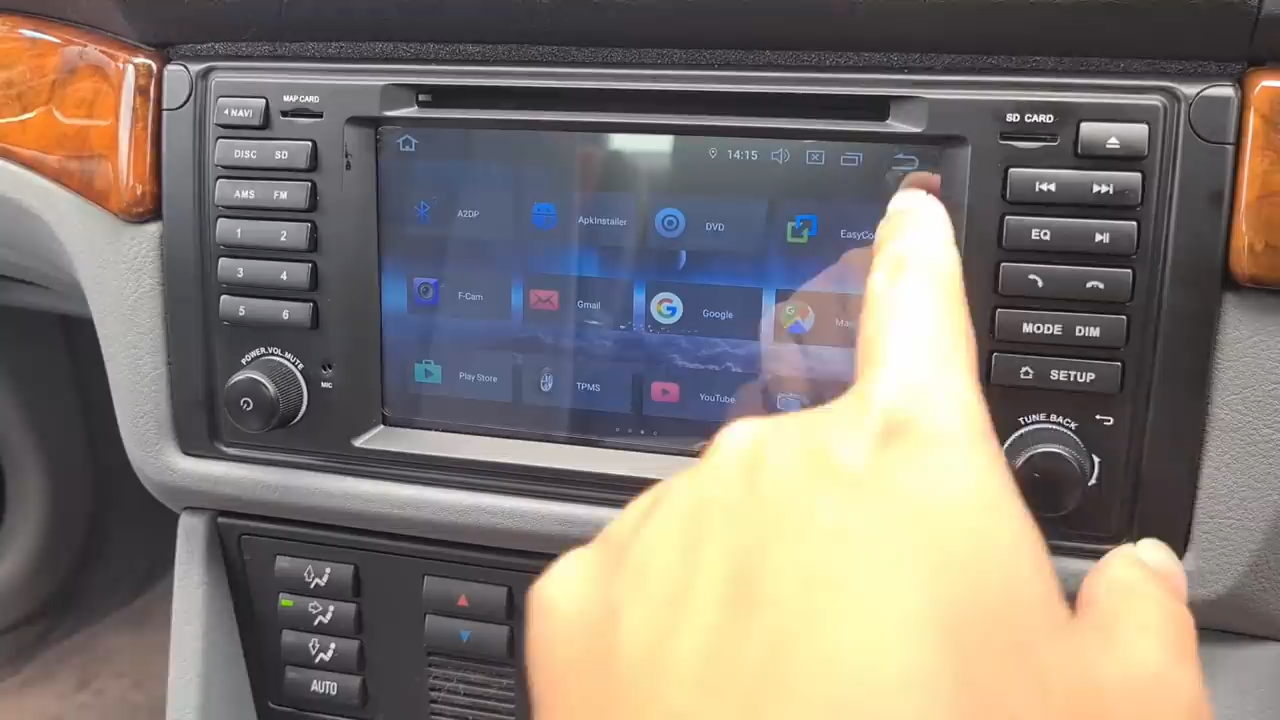 NAVI
MAP CARD
DISC SD
AMS FM
1 2
3 4
5 6
POWER.VOL.MUTE
MIC
14:15
A2DP
ApkInstaller
DVD
F-Cam
Gmail
Google
Play Store
TPMS
YouTube
SD CARD
EQ
MODE DIM
SETUP
TUNE.BACK
AUTO